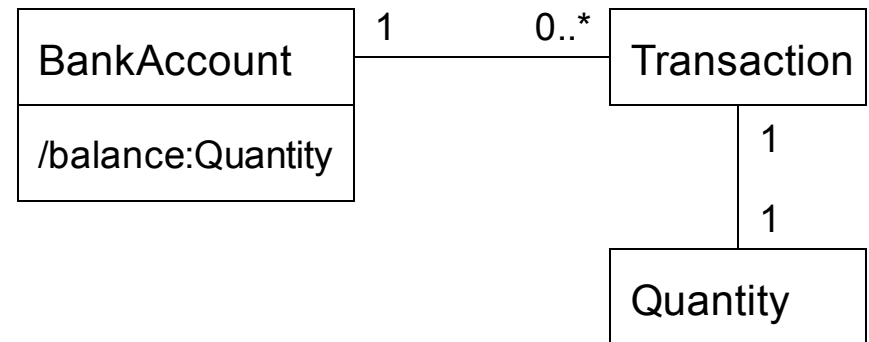 BankAccount
/balance:Quantity
1
0..*
Transaction
1
1
Quantity